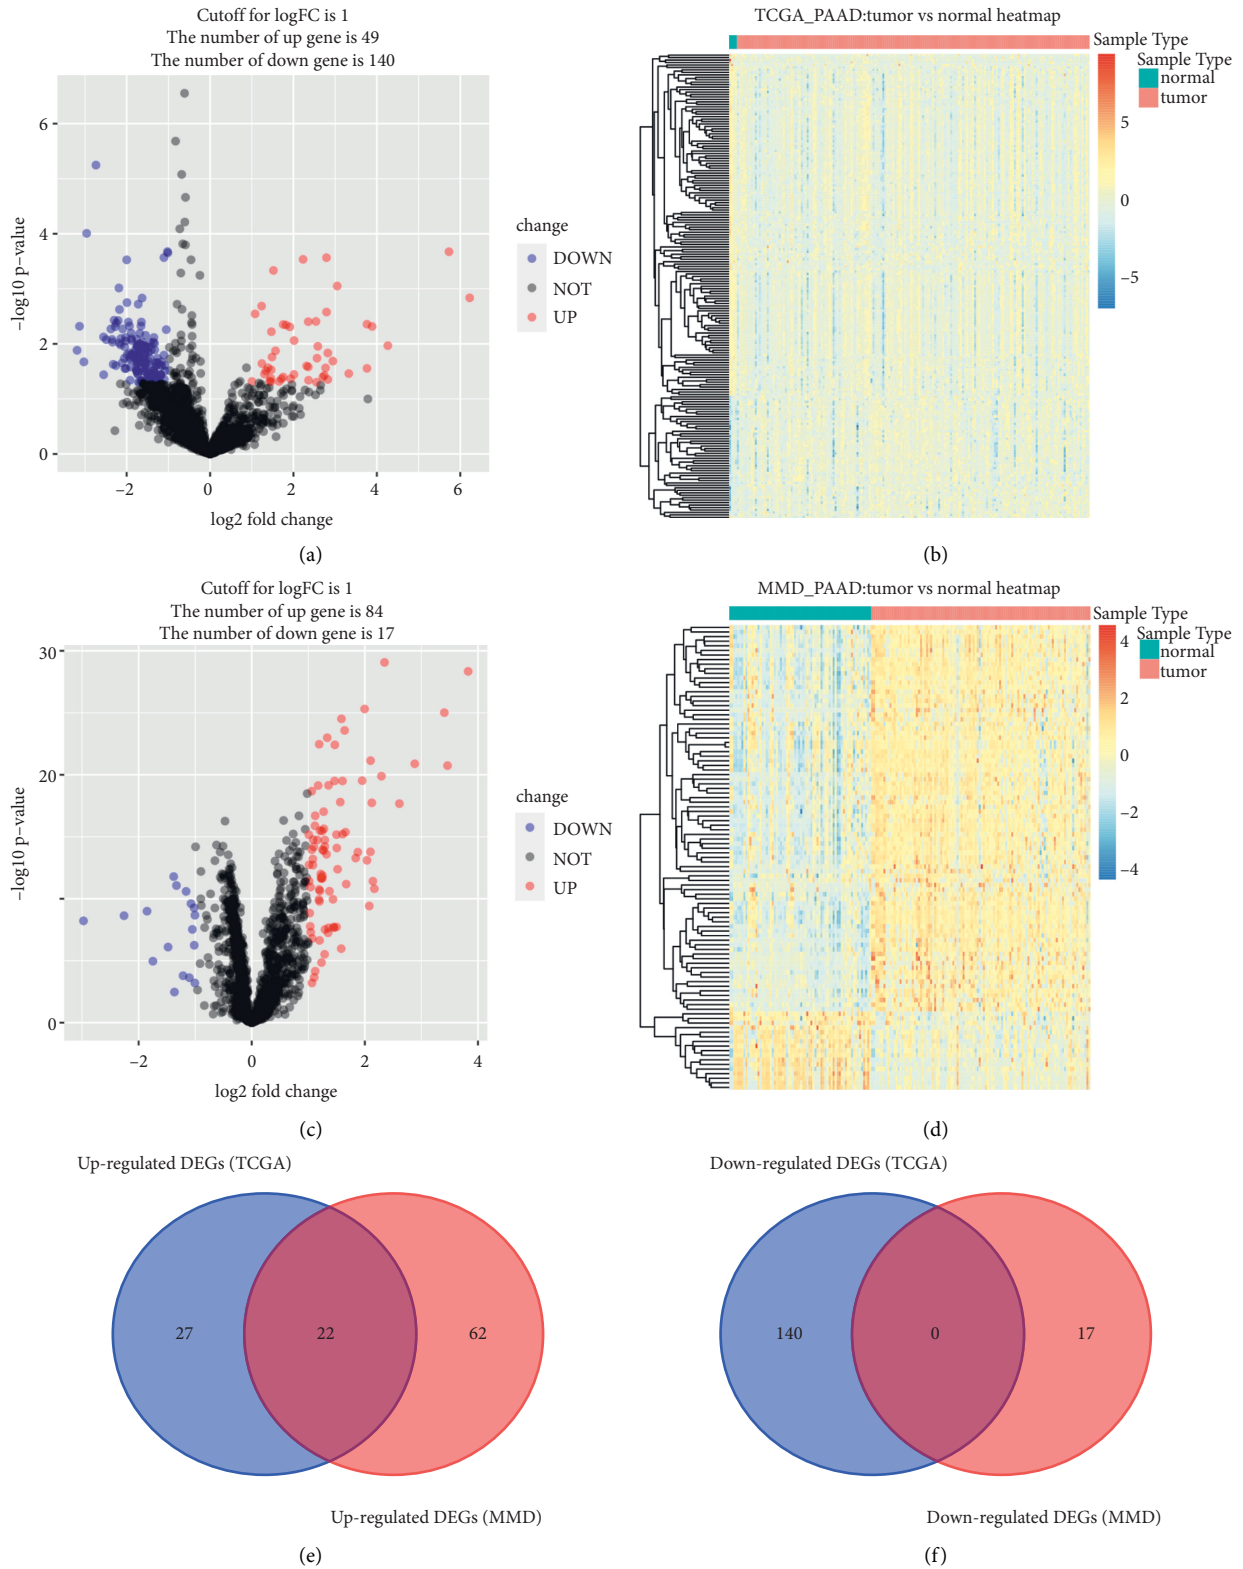 Cutoff for logFC is 1
The number of up gene is 49
The number of down gene is 140
6
4
2
0
−2
0
2
4
6
−log10 p−value
log2 fold change
change
DOWN
NOT
UP
(a)
TCGA_PAAD:tumor vs normal heatmap
Sample Type
Sample Type
normal
tumor
5
0
−5
(b)
Cutoff for logFC is 1
The number of up gene is 84
The number of down gene is 17
30
20
0
−2
0
2
4
−log10 p−value
log2 fold change
change
DOWN
NOT
UP
(c)
MMD_PAAD:tumor vs normal heatmap
Sample Type
Sample Type
normal
tumor
4
2
0
−2
−4
(d)
Up-regulated DEGs (TCGA)
27
22
62
Up-regulated DEGs (MMD)
(e)
Down-regulated DEGs (TCGA)
140
0
17
Down-regulated DEGs (MMD)
(f)